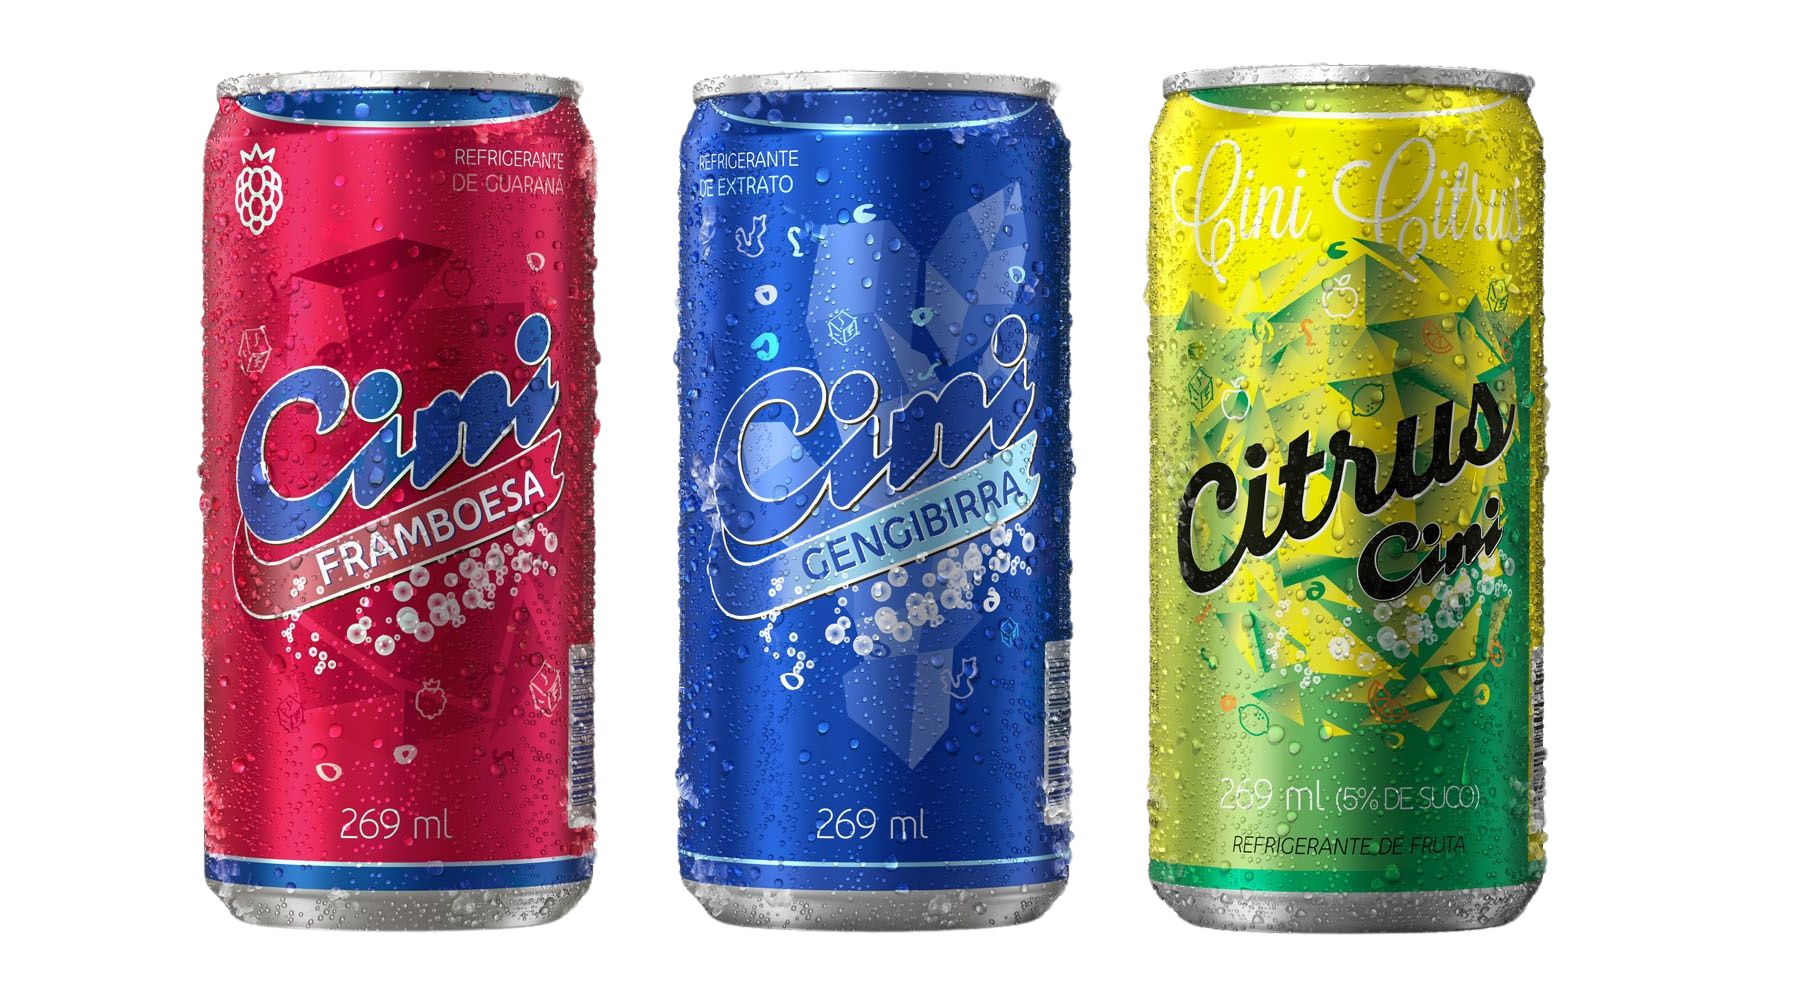 REFRIGERANTE
DE GUARANÁ
Cini
FRAMBOESA
269 ml
REFRIGERANTE
DE EXTRATO
Cini
GENGIBIRRA
269 ml
Cini Citrus
Citrus
Cini
269 ml (5% DE SUCO)
REFRIGERANTE DE FRUTA